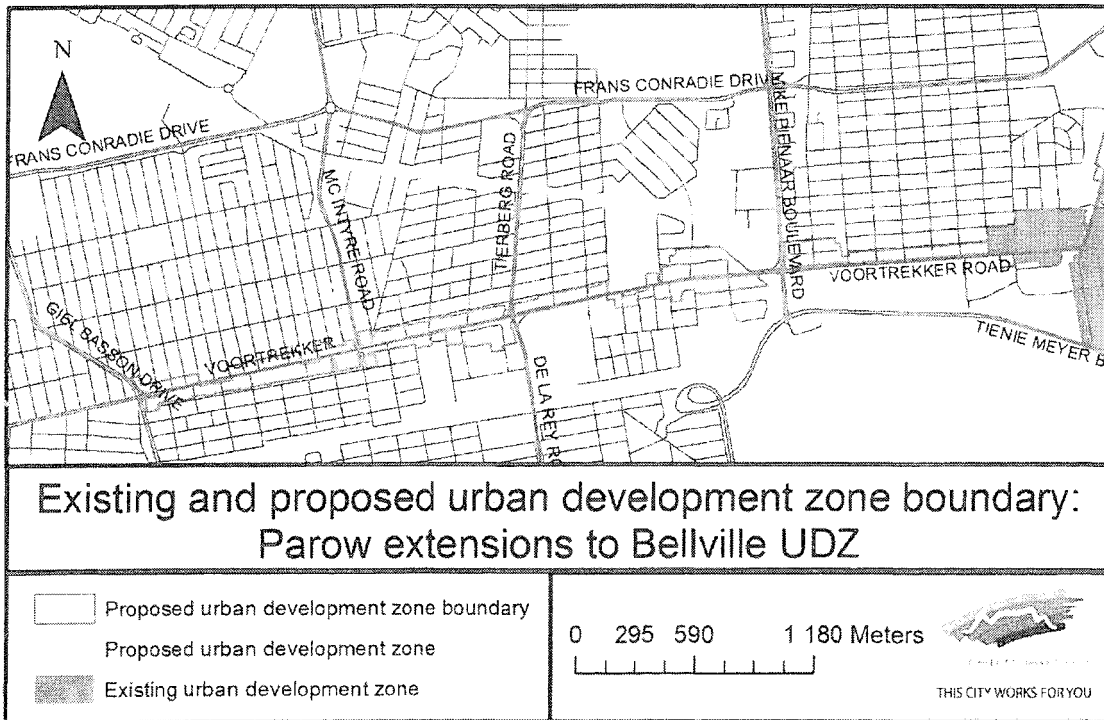 N
FRANS CONRADIE DRIVE
MIKE PIENAAR BOULEVARD
FRANS CONRADIE DRIVE
TIERBERG ROAD
MC INTYRE ROAD
VOORTREKKER ROAD
GIEL BASSON DRIVE
VOORTREKKER
TIENIE MEYER B
DE LA REY RO
Existing and proposed urban development zone boundary:
Parow extensions to Bellville UDZ
Proposed urban development zone boundary
Proposed urban development zone
Existing urban development zone
0 295 590 1 180 Meters
THIS CITY WORKS FOR YOU